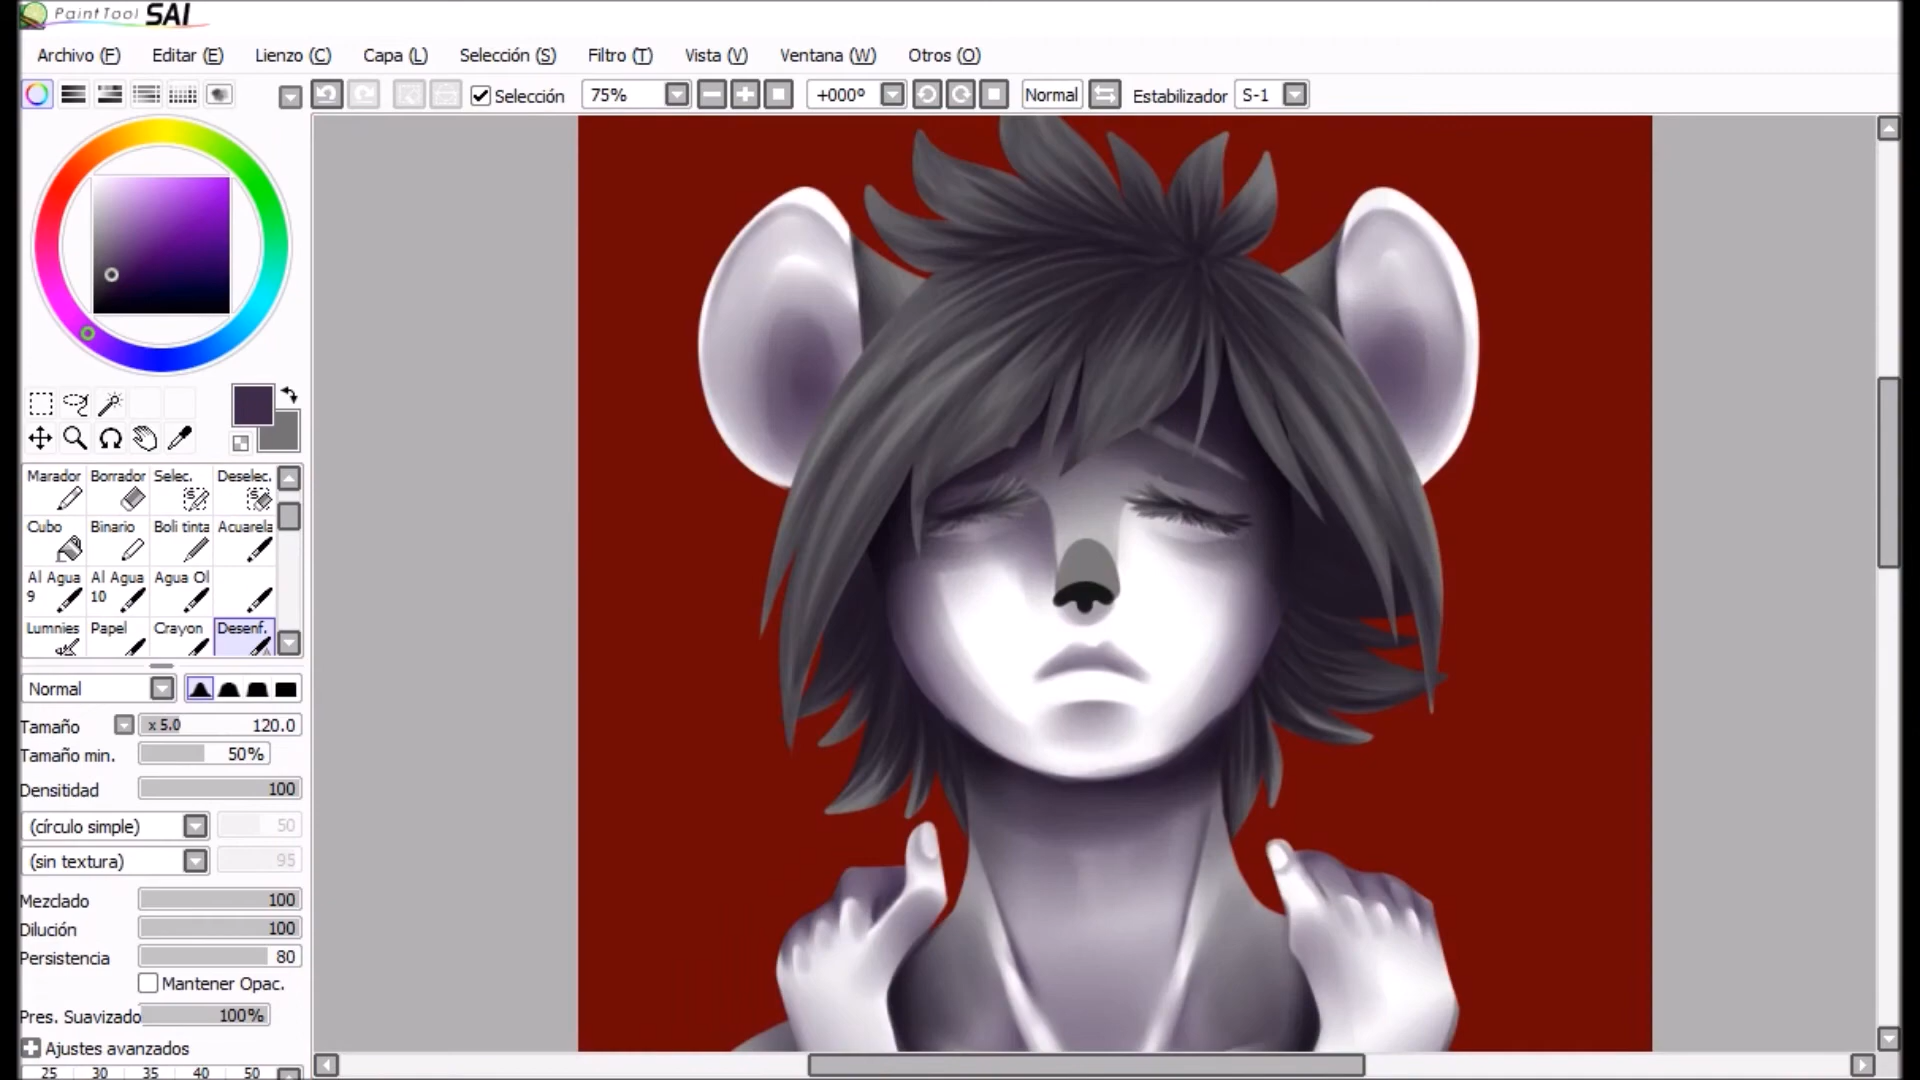 PaintTool SAI
Archivo (F) Editar (E) Lienzo (C) Capa (L) Selección (S) Filtro (T) Vista (V) Ventana (W) Otros (O)
Selección 75% +000º Normal Estabilizador S-1
Marador Borrador Selec. Deselec.
Cubo Binario Boli tinta Acuarela
Al Agua Al Agua Agua Ol
9 10
Lumnies Papel Crayon Desenf.
Normal
Tamaño x 5.0 120.0
Tamaño min. 50%
Densitidad 100
(círculo simple) 50
(sin textura) 95
Mezclado 100
Dilución 100
Persistencia 80
Mantener Opac.
Pres. Suavizado 100%
Ajustes avanzados
25 30 35 40 50